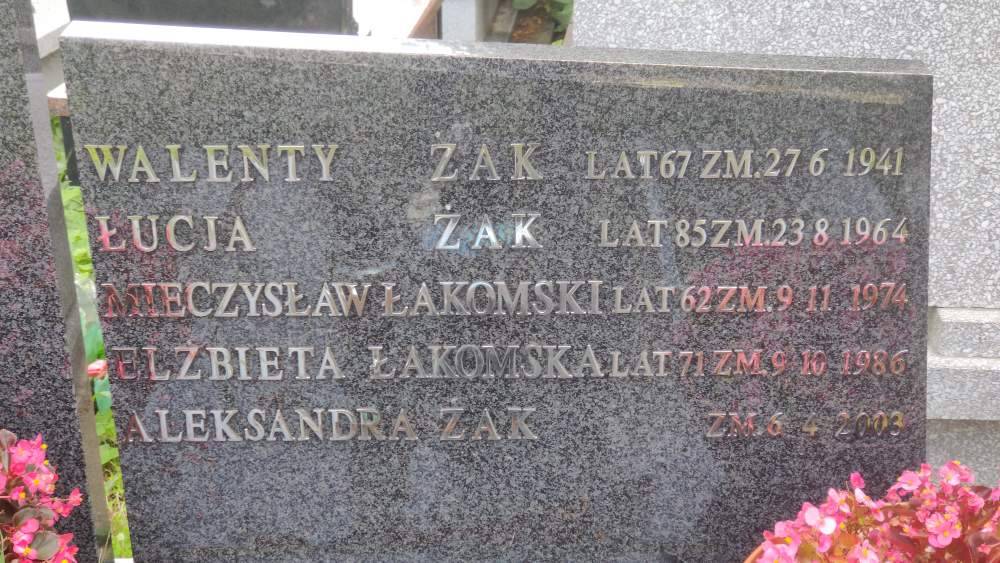 WALENTY ŻAK LAT 67 ZM. 27 6 1941
ŁUCJA ŻAK LAT 85 ZM. 23 8 1964
MIECZYSŁAW ŁAKOMSKI LAT 62 ZM. 9 11 1974
ELŻBIETA ŁAKOMSKA LAT 71 ZM. 9 10 1986
ALEKSANDRA ŻAK ZM. 6 4 2003